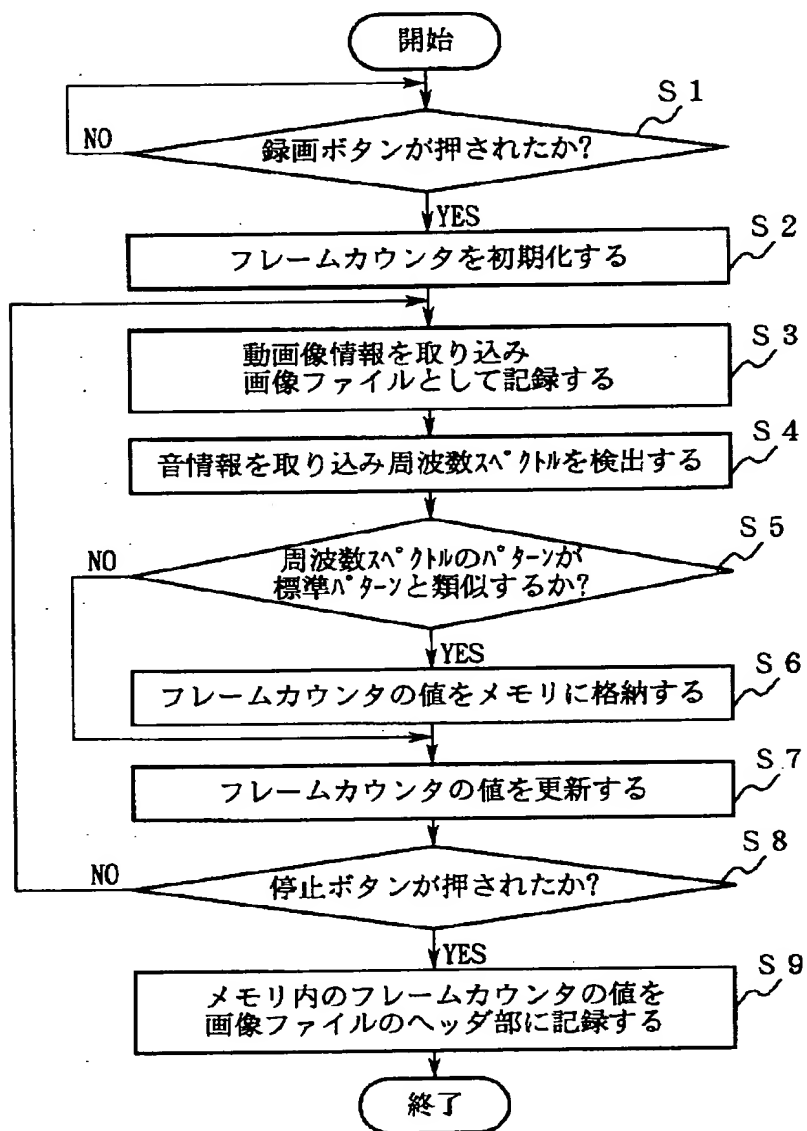 開始
S1
録画ボタンが押されたか?
NO
YES
S2
フレームカウンタを初期化する
S3
動画像情報を取り込み
画像ファイルとして記録する
S4
音情報を取り込み周波数ｽﾍﾟｸﾄﾙを検出する
S5
NO
周波数ｽﾍﾟｸﾄﾙのﾊﾟﾀｰﾝが
標準ﾊﾟﾀｰﾝと類似するか?
YES
S6
フレームカウンタの値をメモリに格納する
S7
フレームカウンタの値を更新する
S8
NO
停止ボタンが押されたか?
YES
S9
メモリ内のフレームカウンタの値を
画像ファイルのヘッダ部に記録する
終了